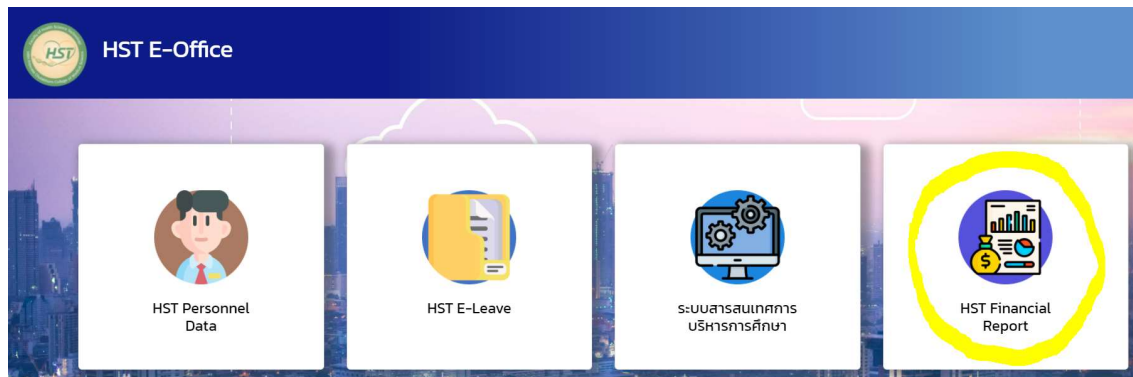 HST
HST E-Office
HST Personnel
Data
HST E-Leave
ระบบสารสนเทศการ
บริหารการศึกษา
$
HST Financial
Report